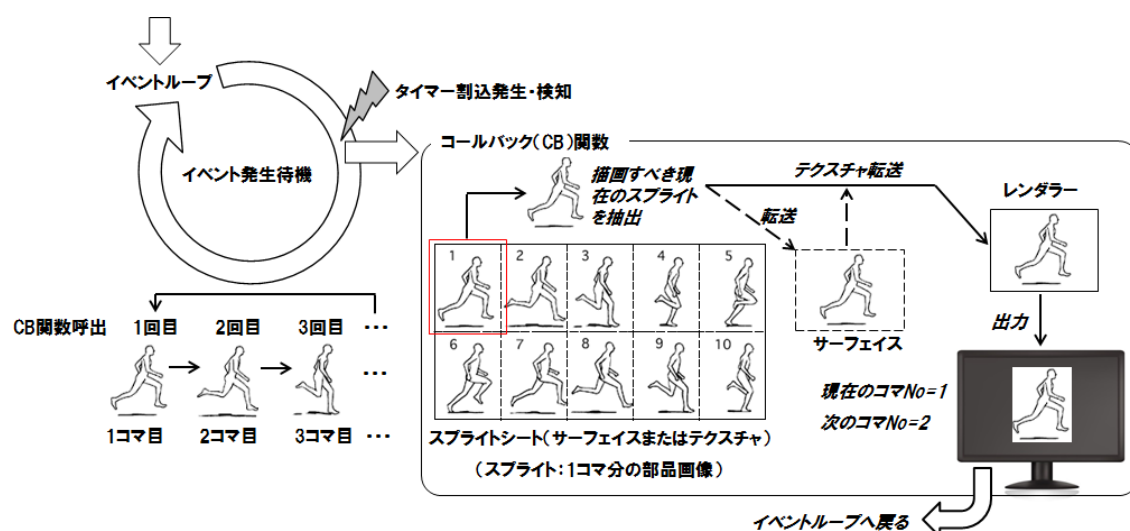 イベントループ
タイマー割込発生・検知
イベント発生待機
コールバック(CB)関数
描画すべき現
在のスプライト
を抽出
テクスチャ転送
転送
レンダラー
1 2 3 4 5
6 7 8 9 10
サーフェイス
出力
CB関数呼出 1回目 2回目 3回目 ・・・
・・・
1コマ目 2コマ目 3コマ目 ・・・
現在のコマNo=1
次のコマNo=2
スプライトシート(サーフェイスまたはテクスチャ)
(スプライト:1コマ分の部品画像)
イベントループへ戻る